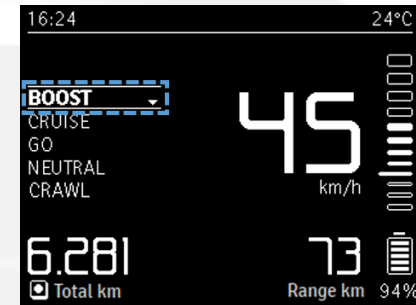 16:24 24°C
BOOST
CRUISE
GO
NEUTRAL
CRAWL
45
km/h
6.281 73
Total km Range km 94%